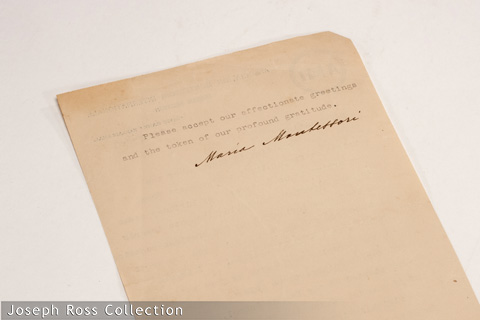 Please accept our affectionate greetings
and the token of our profound gratitude.
Maria Montessori
Joseph Ross Collection